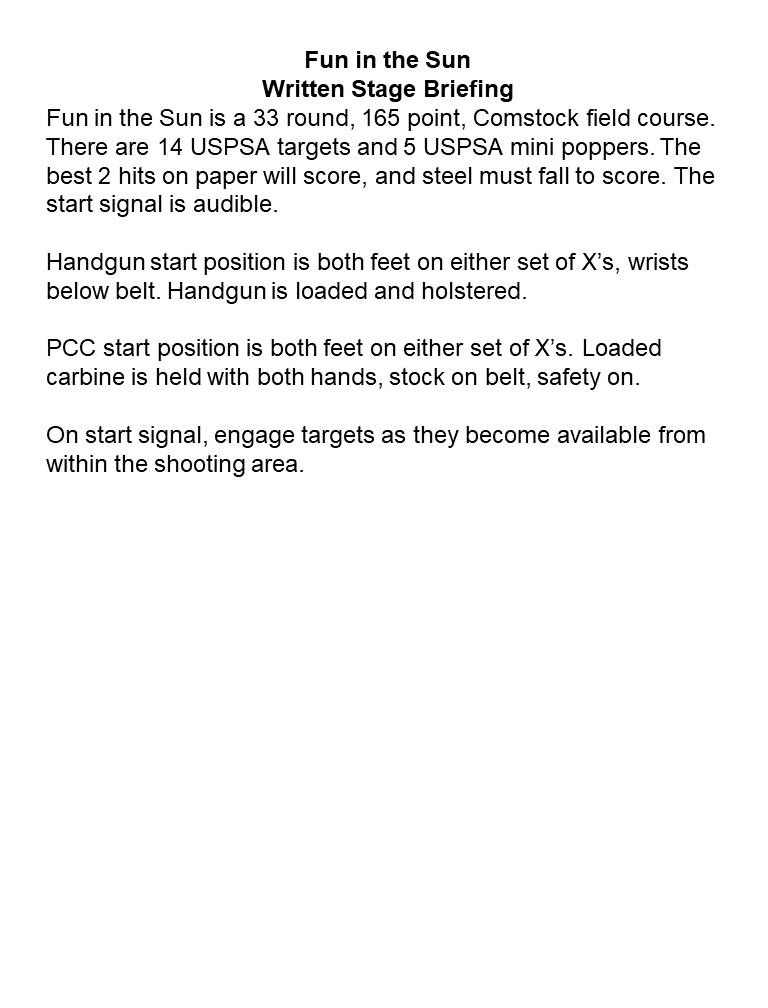 Fun in the Sun
Written Stage Briefing
Fun in the Sun is a 33 round, 165 point, Comstock field course.
There are 14 USPSA targets and 5 USPSA mini poppers. The
best 2 hits on paper will score, and steel must fall to score. The
start signal is audible.
Handgun start position is both feet on either set of X’s, wrists
below belt. Handgun is loaded and holstered.
PCC start position is both feet on either set of X’s. Loaded
carbine is held with both hands, stock on belt, safety on.
On start signal, engage targets as they become available from
within the shooting area.